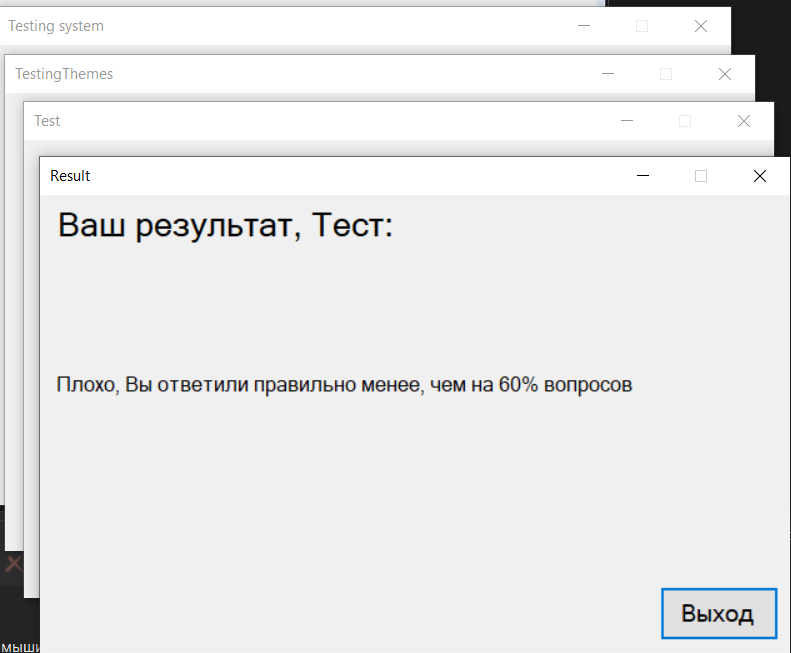 Testing system
TestingThemes
Test
Result
Ваш результат, Тест:
Плохо, Вы ответили правильно менее, чем на 60% вопросов
Выход